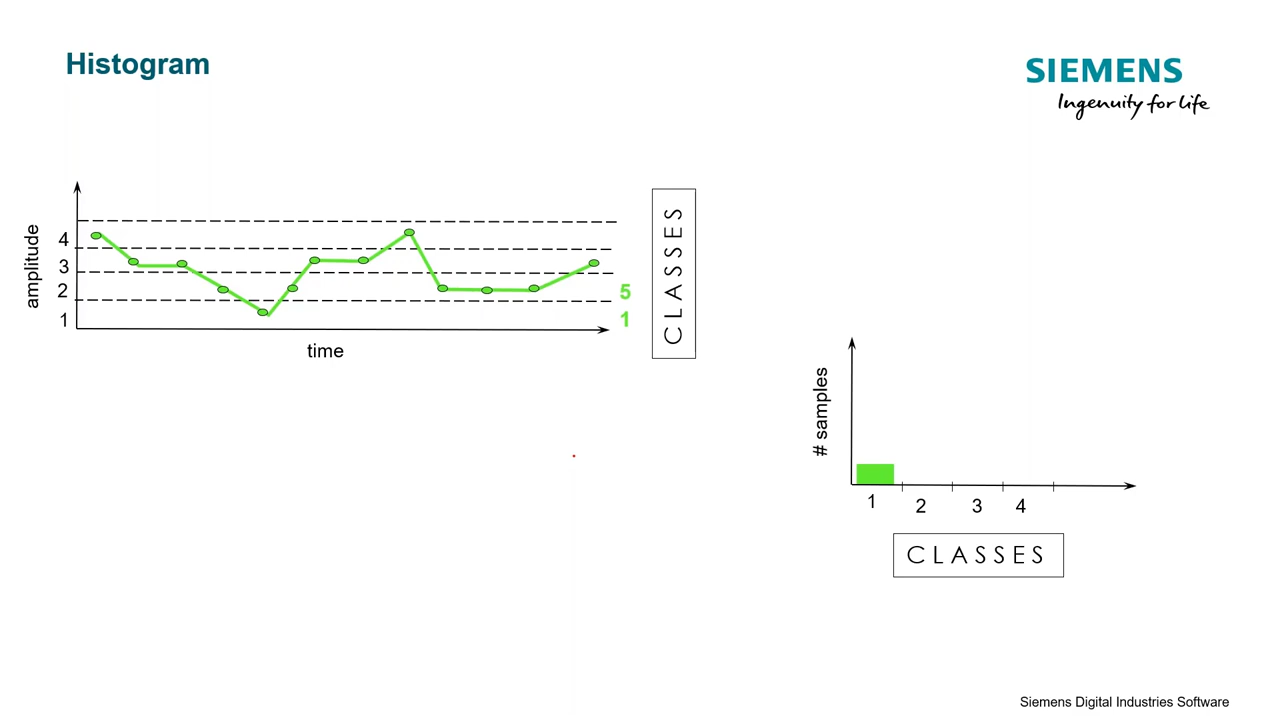 Histogram
SIEMENS
Ingenuity for life
amplitude
4
3
2
1
time
5
1
CLASSES
# samples
1
2
3
4
CLASSES
Siemens Digital Industries Software